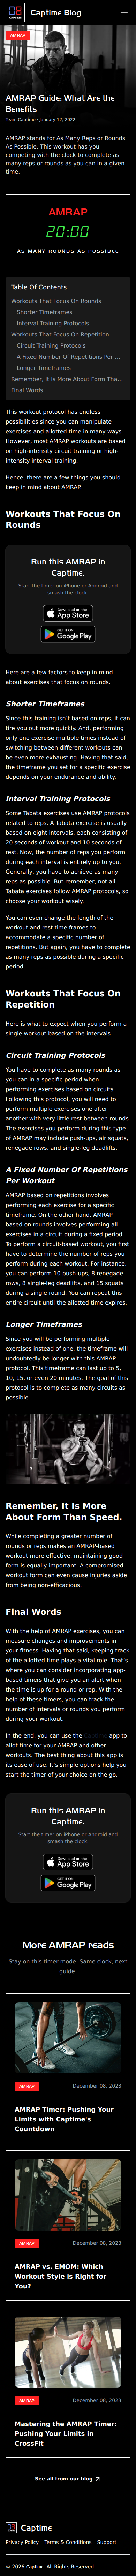 Captime Blog
AMRAP
AMRAP Guide: What Are the
Benefits
Team Captime · January 12, 2022
AMRAP stands for As Many Reps or Rounds
As Possible. This workout has you
competing with the clock to complete as
many reps or rounds as you can in a given
time.
AMRAP
20:00
AS MANY ROUNDS AS POSSIBLE
Table Of Contents
Workouts That Focus On Rounds
Shorter Timeframes
Interval Training Protocols
Workouts That Focus On Repetition
Circuit Training Protocols
A Fixed Number Of Repetitions Per ...
Longer Timeframes
Remember, It Is More About Form Tha...
Final Words
This workout protocol has endless
possibilities since you can manipulate
exercises and allotted time in many ways.
However, most AMRAP workouts are based
on high-intensity circuit training or high-
intensity interval training.
Hence, there are a few things you should
keep in mind about AMRAP.
Workouts That Focus On
Rounds
Run this AMRAP in
Captime.
Start the timer on iPhone or Android and
smash the clock.
Download on the
App Store
GET IT ON
Google Play
Here are a few factors to keep in mind
about exercises that focus on rounds.
Shorter Timeframes
Since this training isn't based on reps, it can
tire you out more quickly. And, performing
only one exercise multiple times instead of
switching between different workouts can
be even more exhausting. Having that said,
the timeframe you set for a specific exercise
depends on your endurance and ability.
Interval Training Protocols
Some Tabata exercises use AMRAP protocols
related to reps. A Tabata exercise is usually
based on eight intervals, each consisting of
20 seconds of workout and 10 seconds of
rest. Now, the number of reps you perform
during each interval is entirely up to you.
Generally, you have to achieve as many
reps as possible. But remember, not all
Tabata exercises follow AMRAP protocols, so
choose your workout wisely.
You can even change the length of the
workout and rest time frames to
accommodate a specific number of
repetitions. But again, you have to complete
as many reps as possible during a specific
period.
Workouts That Focus On
Repetition
Here is what to expect when you perform a
single workout based on the intervals.
Circuit Training Protocols
You have to complete as many rounds as
you can in a specific period when
performing exercises based on circuits.
Following this protocol, you will need to
perform multiple exercises one after
another with very little rest between rounds.
The exercises you perform during this type
of AMRAP may include push-ups, air squats,
renegade rows, and single-leg deadlifts.
A Fixed Number Of Repetitions
Per Workout
AMRAP based on repetitions involves
performing each exercise for a specific
timeframe. On the other hand, AMRAP
based on rounds involves performing all
exercises in a circuit during a fixed period.
To perform a circuit-based workout, you first
have to determine the number of reps you
perform during each workout. For instance,
you can perform 10 push-ups, 8 renegade
rows, 8 single-leg deadlifts, and 15 squats
during a single round. You can repeat this
entire circuit until the allotted time expires.
Longer Timeframes
Since you will be performing multiple
exercises instead of one, the timeframe will
undoubtedly be longer with this AMRAP
protocol. This timeframe may last up to 5,
10, 15, or even 20 minutes. The goal of this
protocol is to complete as many circuits as
possible.
Remember, It Is More
About Form Than Speed.
While completing a greater number of
rounds or reps makes an AMRAP-based
workout more effective, maintaining good
form is equally important. A compromised
workout form can even cause injuries aside
from being non-efficacious.
Final Words
With the help of AMRAP exercises, you can
measure changes and improvements in
your fitness. Having that said, keeping track
of the allotted time plays a vital role. That's
where you can consider incorporating app-
based timers that give you an alert when
the time is up for a round or rep. With the
help of these timers, you can track the
number of intervals or rounds you perform
during your workout.
In the end, you can use the app to
allot time for your AMRAP and other
workouts. The best thing about this app is
its ease of use. It's simple options help you
start the timer of your choice on the go.
Run this AMRAP in
Captime.
Start the timer on iPhone or Android and
smash the clock.
Download on the
App Store
GET IT ON
Google Play
More AMRAP reads
Stay on this timer mode. Same clock, next
guide.
AMRAP
December 08, 2023
AMRAP Timer: Pushing Your
Limits with Captime's
Countdown
AMRAP
December 08, 2023
AMRAP vs. EMOM: Which
Workout Style is Right for
You?
AMRAP
December 08, 2023
Mastering the AMRAP Timer:
Pushing Your Limits in
CrossFit
See all from our blog
Captime
Privacy Policy Terms & Conditions Support
© 2026 Captime. All Rights Reserved.